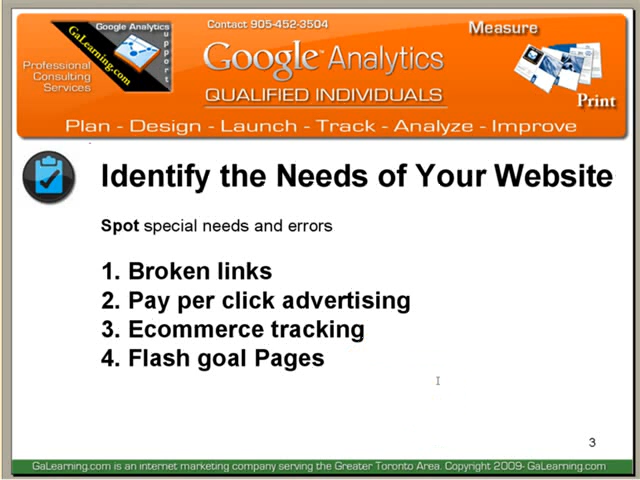 Google Analytics
Support
GaLearning.com
Professional
Consulting
Services
Contact 905-452-3504
Google™ Analytics
QUALIFIED INDIVIDUALS
Measure
Print
Plan - Design - Launch - Track - Analyze - Improve
Identify the Needs of Your Website
Spot special needs and errors
1. Broken links
2. Pay per click advertising
3. Ecommerce tracking
4. Flash goal Pages
3
GaLearning.com is an internet marketing company serving the Greater Toronto Area. Copyright 2009- GaLearning.com